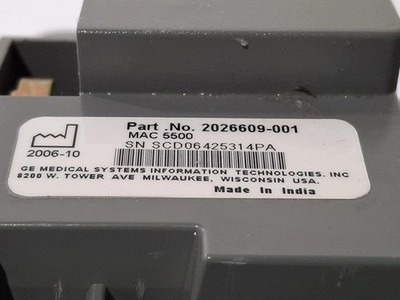 Part .No. 2026609-001
MAC 5500
SN SCD06425314PA
2006-10
GE MEDICAL SYSTEMS INFORMATION TECHNOLOGIES. INC
8200 W. TOWER AVE MILWAUKEE, WISCONSIN USA.
Made In India